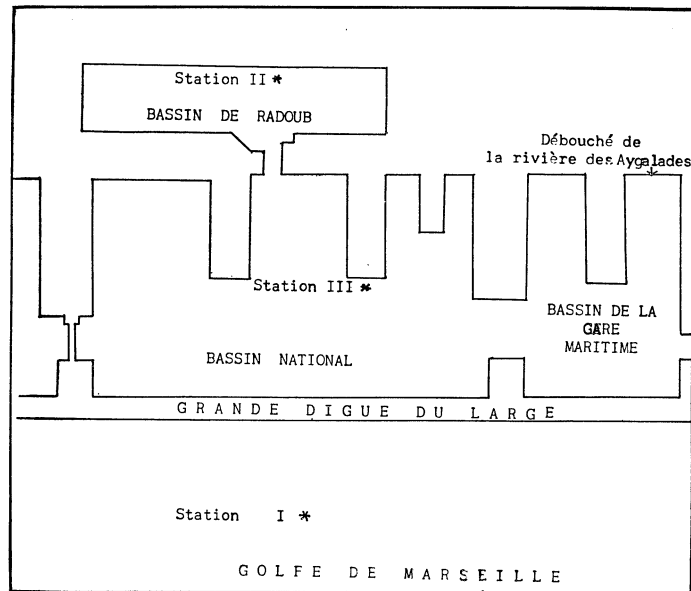 Station II *
BASSIN DE RADOUB
Débouché de
la rivière des Aygalades
Station III *
BASSIN DE LA
GARE
MARITIME
BASSIN NATIONAL
GRANDE DIGUE DU LARGE
Station I *
GOLFE DE MARSEILLE